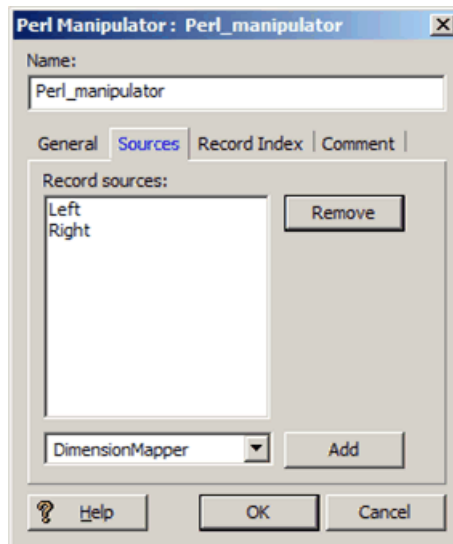 Perl Manipulator : Perl_manipulator
Name:
Perl_manipulator
General Sources Record Index Comment
Record sources:
Left
Right
Remove
DimensionMapper
Add
Help OK Cancel